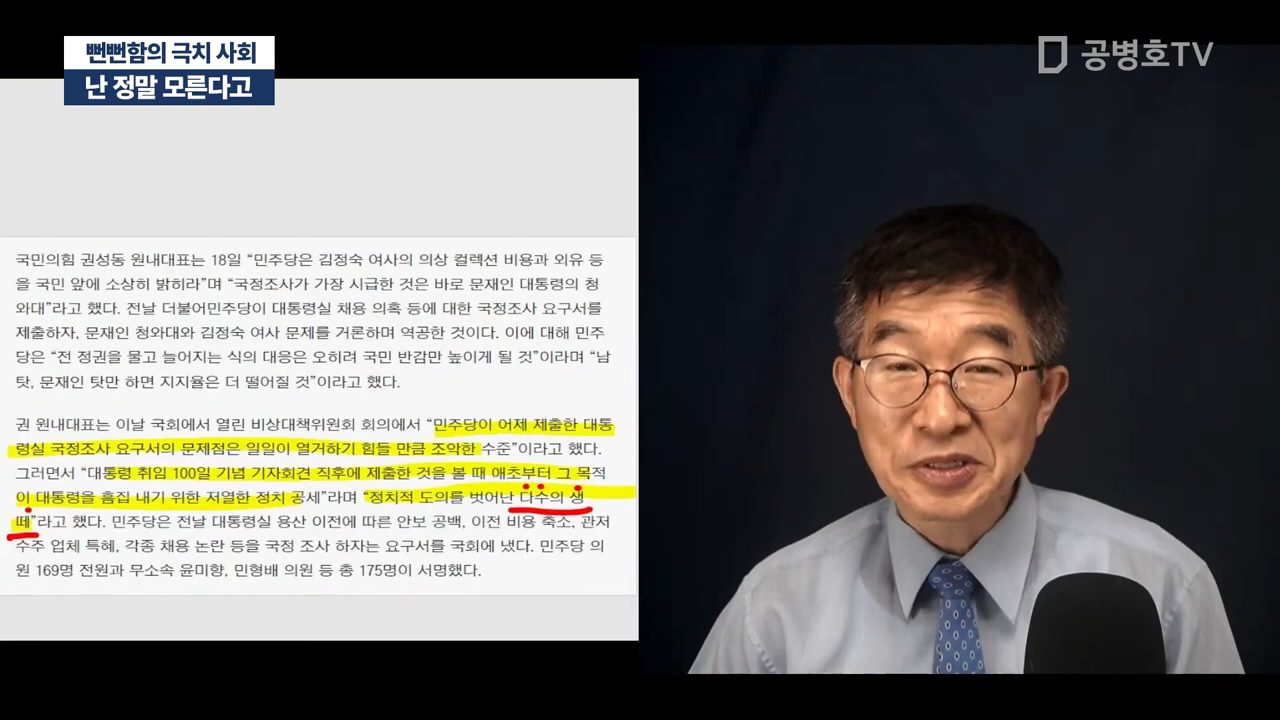 뻔뻔함의 극치 사회
난 정말 모른다고
공병호TV
국민의힘 권성동 원내대표는 18일 “민주당은 김정숙 여사의 의상 컬렉션 비용과 외유 등
을 국민 앞에 소상히 밝히라”며 “국정조사가 가장 시급한 것은 바로 문재인 대통령의 청
와대”라고 했다. 전날 더불어민주당이 대통령실 채용 의혹 등에 대한 국정조사 요구서를
제출하자, 문재인 청와대와 김정숙 여사 문제를 거론하며 역공한 것이다. 이에 대해 민주
당은 “전 정권을 물고 늘어지는 식의 대응은 오히려 국민 반감만 높이게 될 것”이라며 “남
탓, 문재인 탓만 하면 지지율은 더 떨어질 것”이라고 했다.
권 원내대표는 이날 국회에서 열린 비상대책위원회 회의에서 “민주당이 어제 제출한 대통
령실 국정조사 요구서의 문제점은 일일이 열거하기 힘들 만큼 조악한 수준”이라고 했다.
그러면서 “대통령 취임 100일 기념 기자회견 직후에 제출한 것을 볼 때 애초부터 그 목적
이 대통령을 흠집 내기 위한 저열한 정치 공세”라며 “정치적 도의를 벗어난 다수의 생
떼”라고 했다. 민주당은 전날 대통령실 용산 이전에 따른 안보 공백, 이전 비용 축소, 관저
수주 업체 특혜, 각종 채용 논란 등을 국정 조사 하자는 요구서를 국회에 냈다. 민주당 의
원 169명 전원과 무소속 윤미향, 민형배 의원 등 총 175명이 서명했다.